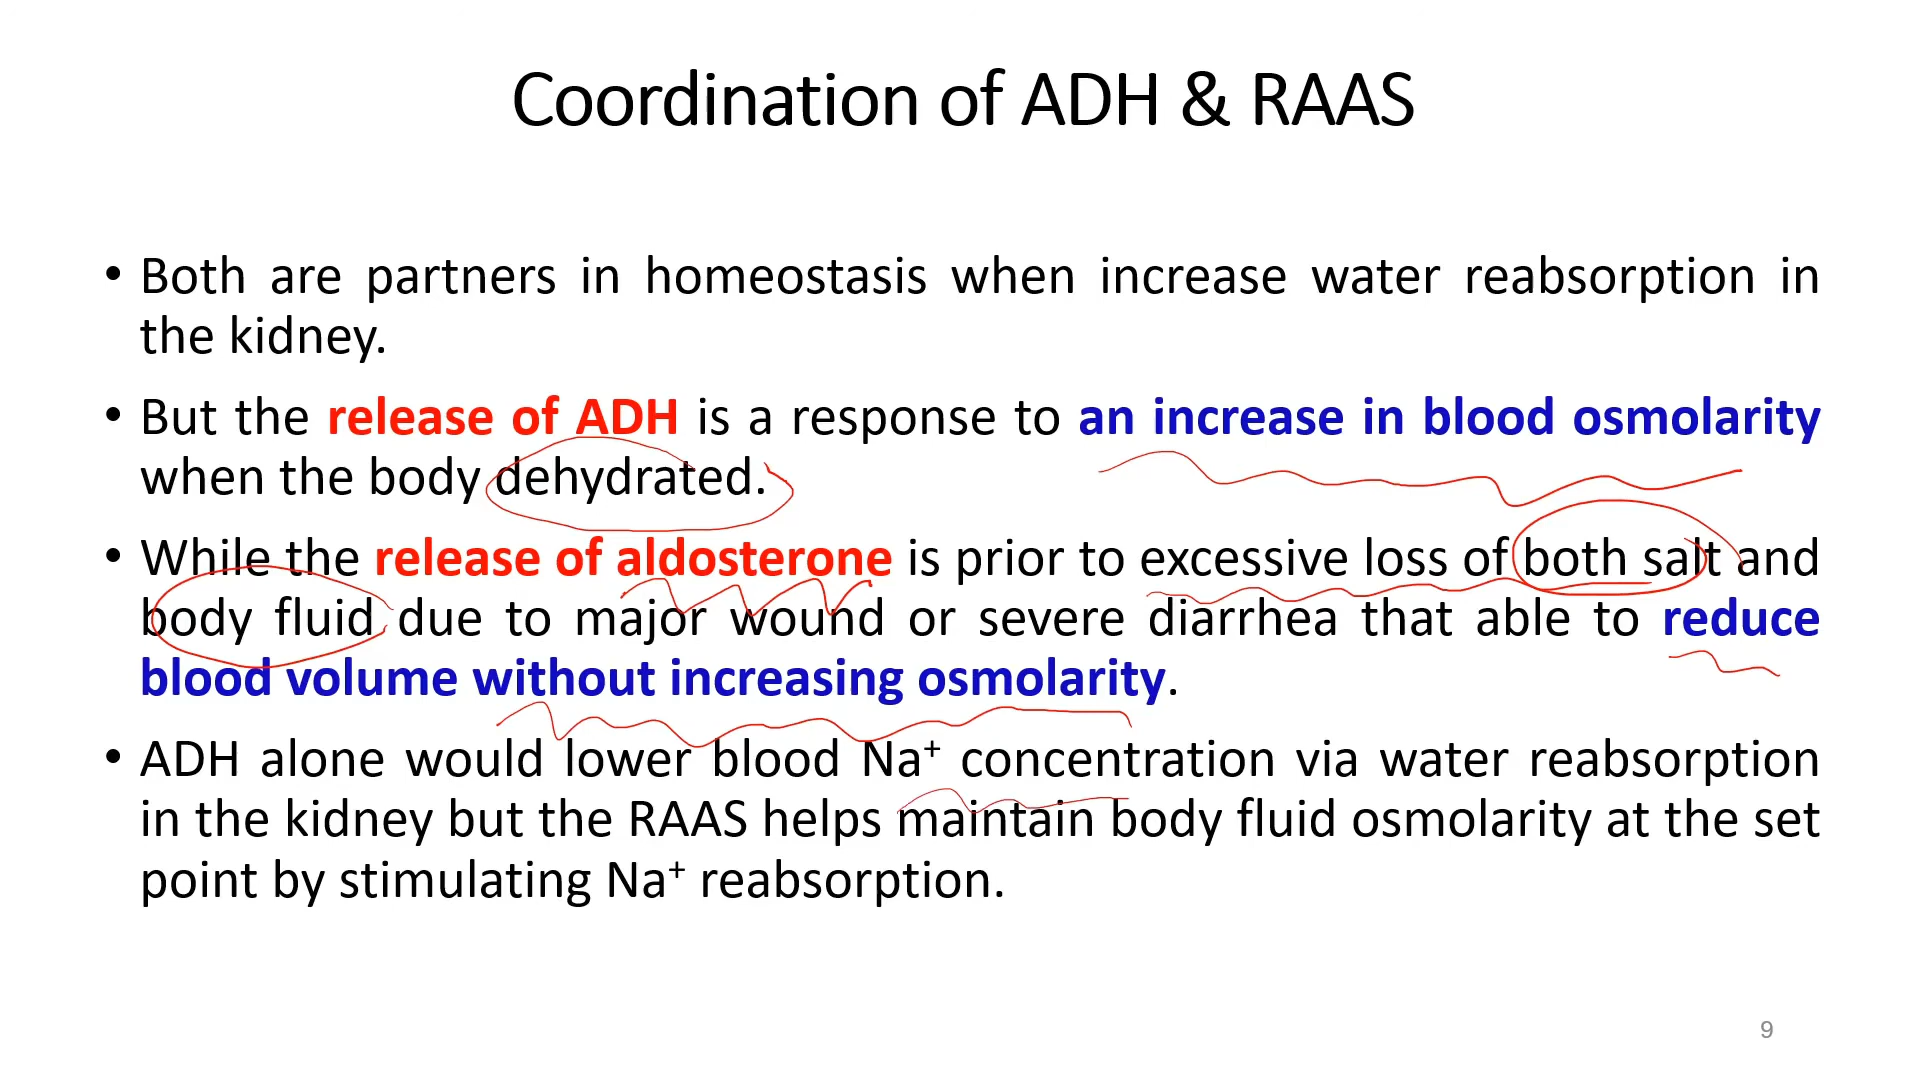 Coordination of ADH & RAAS
• Both are partners in homeostasis when increase water reabsorption in
the kidney.
• But the release of ADH is a response to an increase in blood osmolarity
when the body dehydrated.
• While the release of aldosterone is prior to excessive loss of both salt and
body fluid due to major wound or severe diarrhea that able to reduce
blood volume without increasing osmolarity.
• ADH alone would lower blood Na⁺ concentration via water reabsorption
in the kidney but the RAAS helps maintain body fluid osmolarity at the set
point by stimulating Na⁺ reabsorption.
9